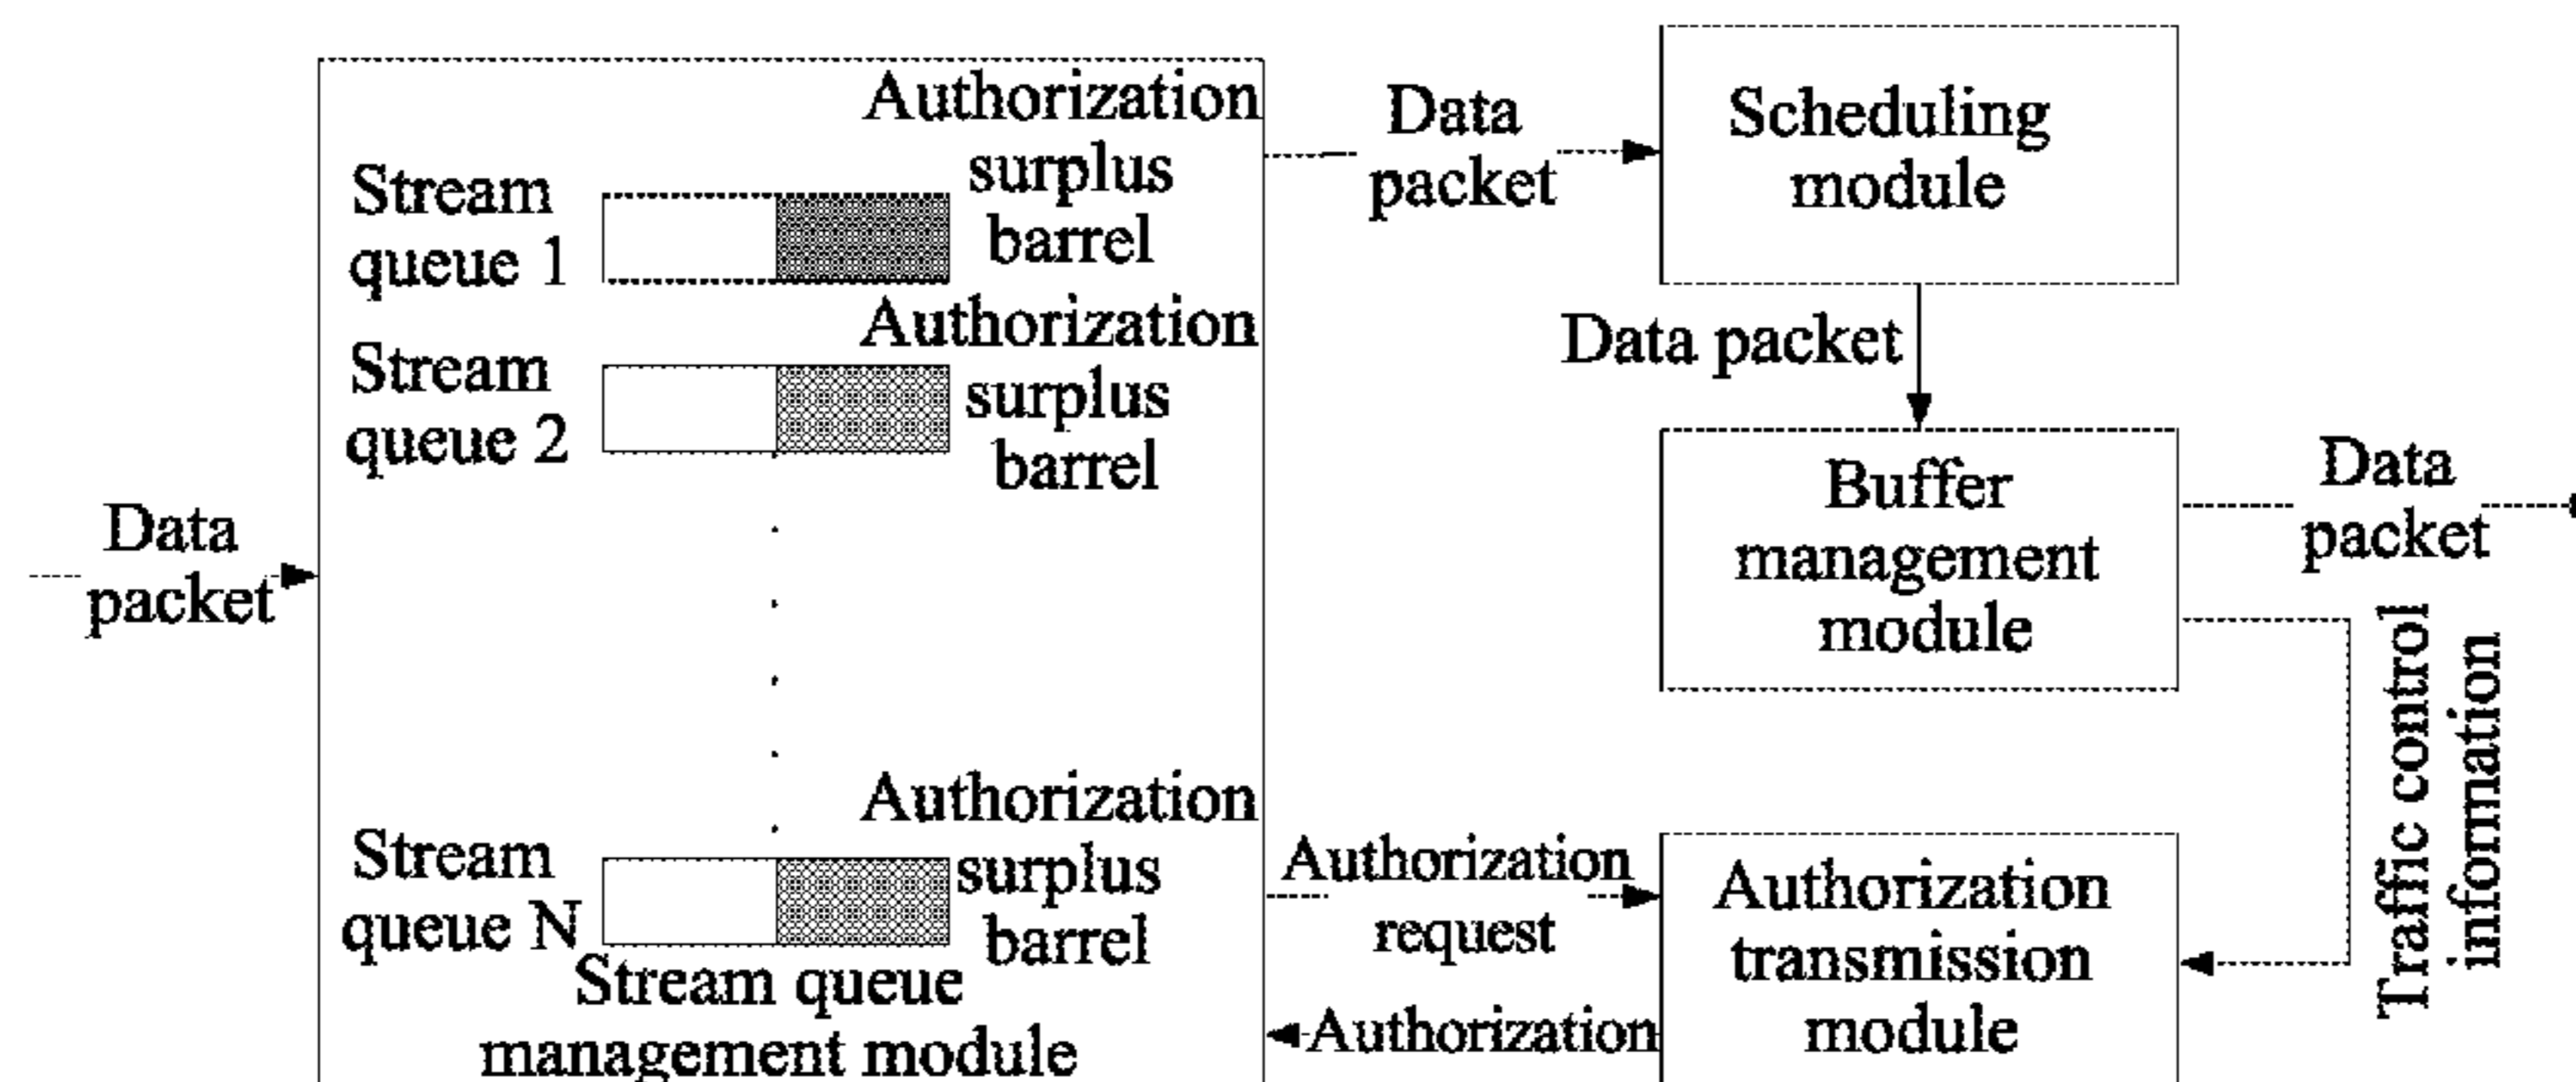 Data
packet
Stream
queue 1
Authorization
surplus
barrel
Stream
queue 2
Authorization
surplus
barrel
Stream
queue N
Authorization
surplus
barrel
Stream queue
management module
Data
packet
Scheduling
module
Data packet
Buffer
management
module
Data
packet
Traffic control
information
Authorization
request
Authorization
Authorization
transmission
module